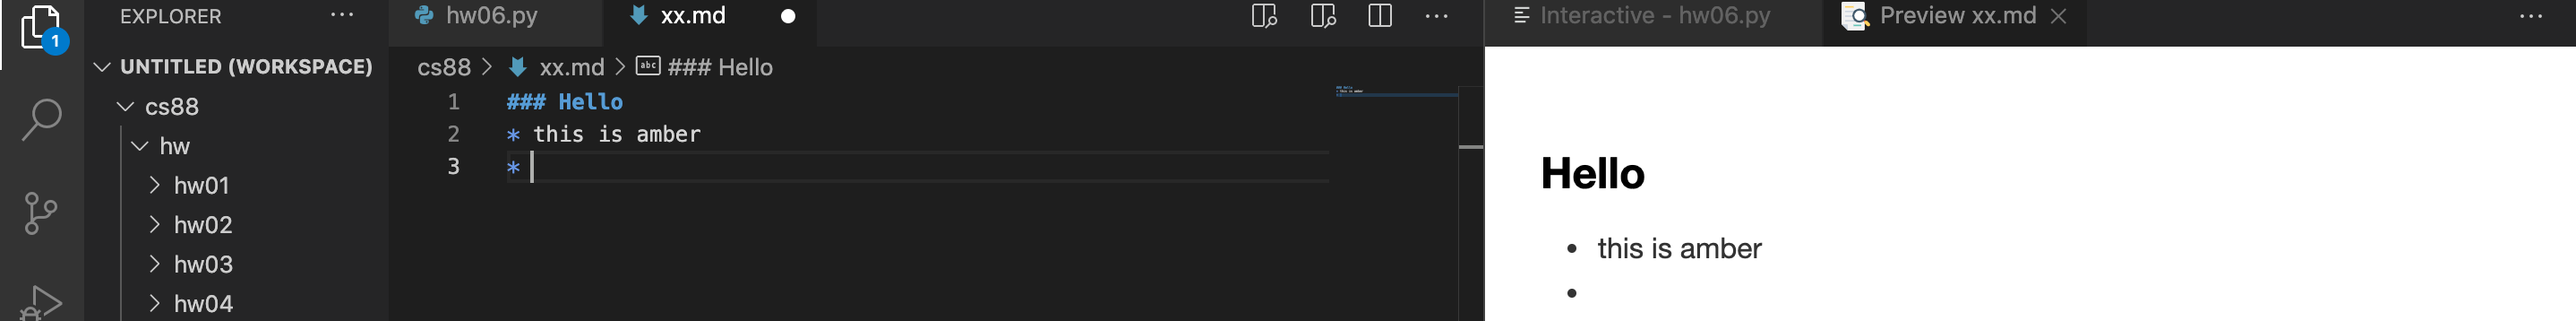 EXPLORER
hw06.py
xx.md
Interactive - hw06.py
Preview xx.md
1
UNTITLED (WORKSPACE)
cs88 > xx.md > abc ### Hello
cs88
1 ### Hello
2 * this is amber
3 *
hw
hw01
hw02
hw03
hw04
Hello
• this is amber
•